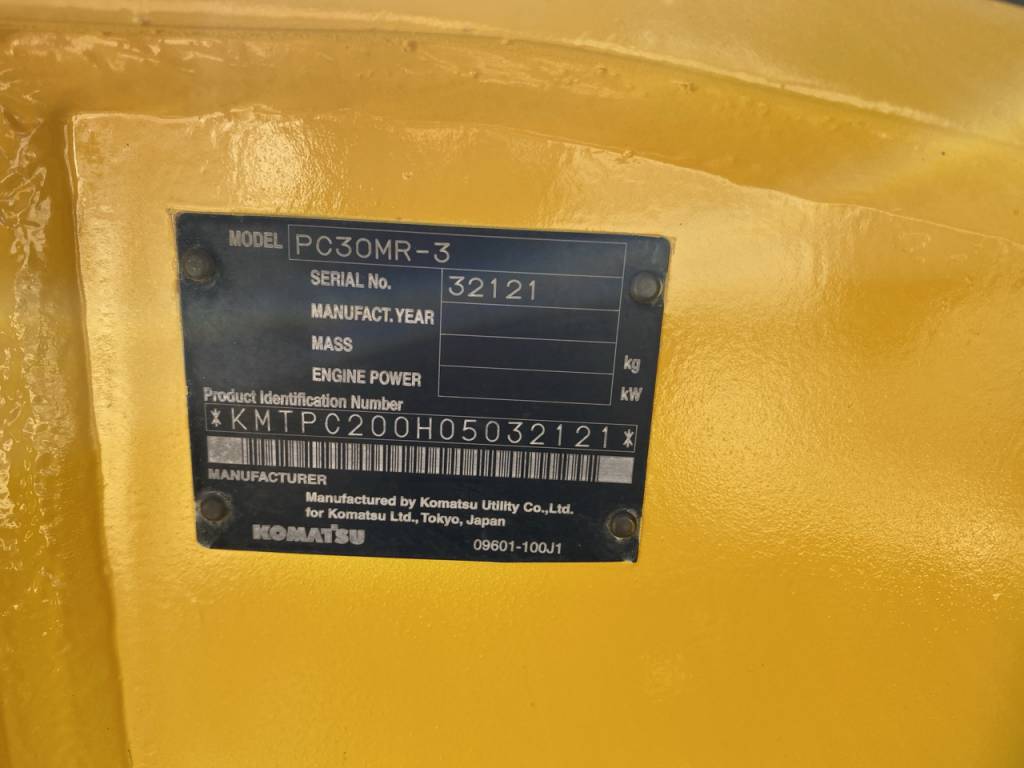 MODEL PC30MR-3
SERIAL No. 32121
MANUFACT. YEAR
MASS kg
ENGINE POWER kW
Product Identification Number
*KMTPC200H05032121*
MANUFACTURER
Manufactured by Komatsu Utility Co.,Ltd.
for Komatsu Ltd., Tokyo, Japan
KOMATSU 09601-100J1